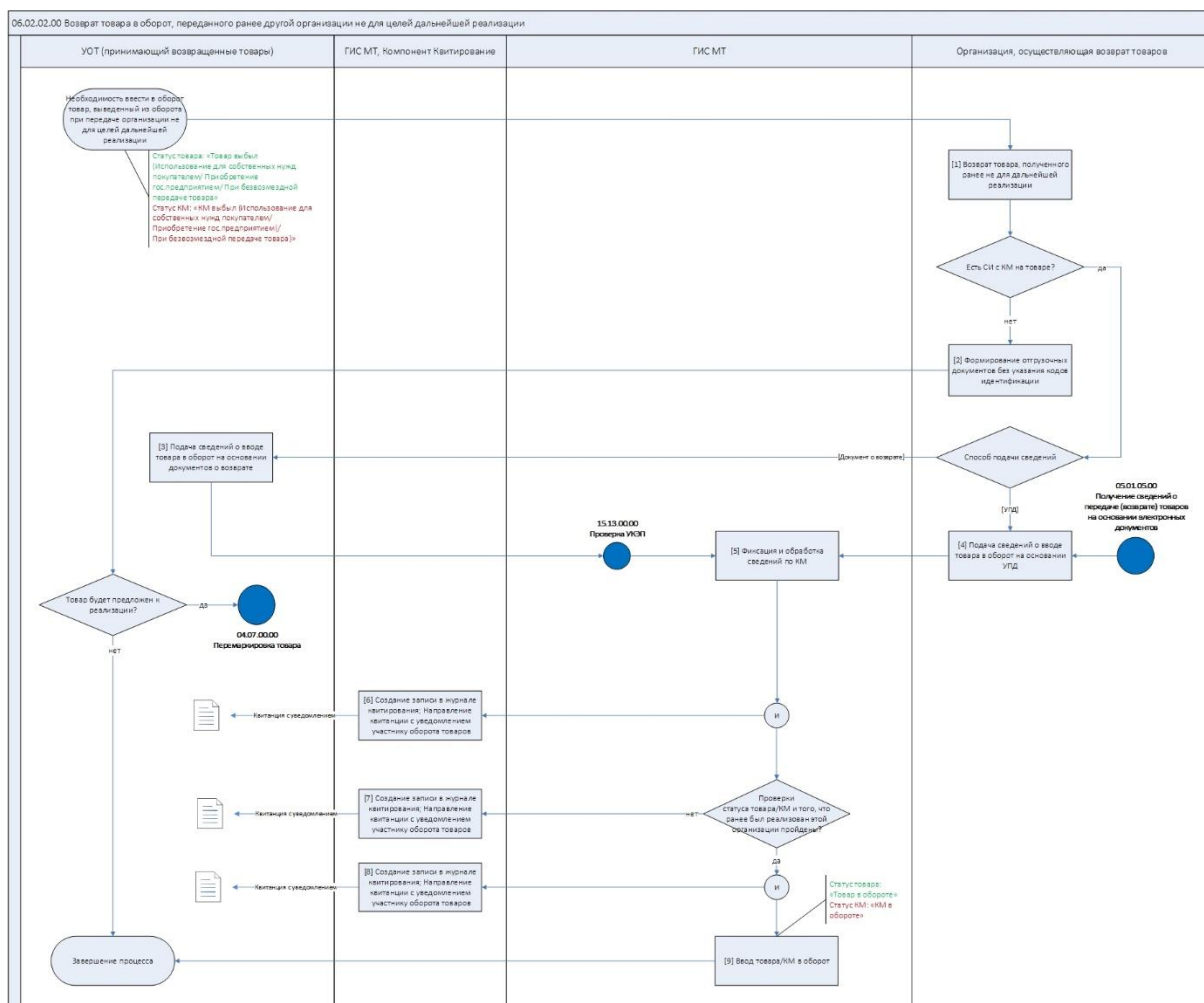 06.02.02.00 Возврат товара в оборот, переданного ранее другой организации не для целей дальнейшей реализации
УОТ (принимающий возвращенные товары)
ГИС МТ, Компонент Квитирование
ГИС МТ
Организация, осуществляющая возврат товаров
Необходимость ввести в оборот
товар, выведенный из оборота
при передаче организации не
для целей дальнейшей
реализации
Статус товара: «Товар выбыл
(Использование для собственных нужд
покупателем/ Приобретение
гос.предприятием/ При безвозмездной
передаче товара»
Статус КМ: «КМ выбыл (Использование для
собственных нужд покупателем/
Приобретение гос.предприятием)/
При безвозмездной передаче товара)»
[1] Возврат товара, полученного
ранее не для дальнейшей
реализации
Есть СИ с КМ на товаре?
да
нет
[2] Формирование отгрузочных
документов без указания кодов
идентификации
[3] Подача сведений о вводе
товара в оборот на основании
документов о возврате
[Документ о возврате]
Способ подачи сведений
[УПД]
05.01.05.00
Получение сведений о
передаче (возврате) товаров
на основании электронных
документов
15.13.00.00
Проверка УКЭП
[5] Фиксация и обработка
сведений по КМ
[4] Подача сведений о вводе
товара в оборот на основании
УПД
Товар будет предложен к
реализации?
да
нет
04.07.00.00
Перемаркировка товара
Квитанция с уведомлением
[6] Создание записи в журнале
квитирования; Направление
квитанции с уведомлением
участнику оборота товаров
и
Квитанция с уведомлением
[7] Создание записи в журнале
квитирования; Направление
квитанции с уведомлением
участнику оборота товаров
нет
Проверки
статуса товара/КМ и того, что
ранее был реализован этой
организации пройдены?
да
Квитанция с уведомлением
[8] Создание записи в журнале
квитирования; Направление
квитанции с уведомлением
участнику оборота товаров
и
Статус товара:
«Товар в обороте»
Статус КМ: «КМ в
обороте»
Завершение процесса
[9] Ввод товара/КМ в оборот